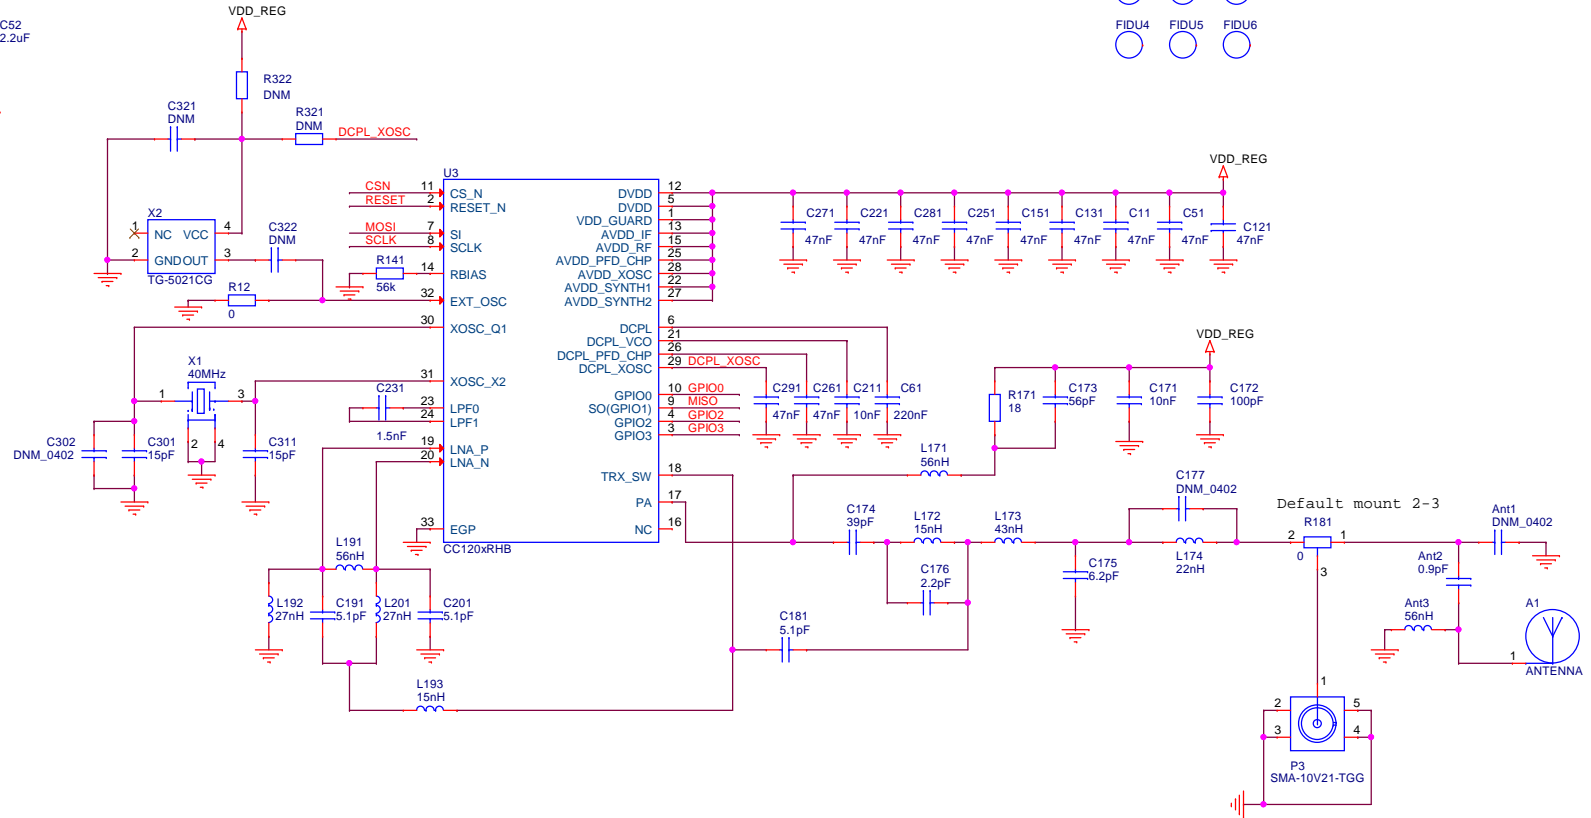 C52
2.2uF
VDD_REG
FIDU4
FIDU5
FIDU6
R322
DNM
C321
DNM
R321
DNM
DCPL_XOSC
X2
1
NC
VCC
4
2
GND
OUT
3
TG-5021CG
C322
DNM
R12
0
R141
56k
U3
CSN
11
CS_N
RESET
2
RESET_N
MOSI
7
SI
SCLK
8
SCLK
14
RBIAS
32
EXT_OSC
30
XOSC_Q1
31
XOSC_X2
23
LPF0
24
LPF1
19
LNA_P
20
LNA_N
33
EGP
CC120xRHB
DVDD
12
DVDD
5
VDD_GUARD
1
AVDD_IF
13
AVDD_RF
15
AVDD_PFD_CHP
25
AVDD_XOSC
28
AVDD_SYNTH1
22
AVDD_SYNTH2
27
DCPL
6
DCPL_VCO
21
DCPL_PFD_CHP
26
DCPL_XOSC
29
DCPL_XOSC
GPIO0
10
GPIO0
SO(GPIO1)
9
MISO
GPIO2
4
GPIO2
GPIO3
3
GPIO3
TRX_SW
18
PA
17
NC
16
VDD_REG
C271
47nF
C221
47nF
C281
47nF
C251
47nF
C151
47nF
C131
47nF
C11
47nF
C51
47nF
C121
47nF
C291
47nF
C261
47nF
C211
10nF
C61
220nF
X1
40MHz
1
3
2
4
C302
DNM_0402
C301
15pF
C311
15pF
C231
1.5nF
L191
56nH
L192
27nH
C191
5.1pF
L201
27nH
C201
5.1pF
L193
15nH
VDD_REG
R171
18
C173
56pF
C171
10nF
C172
100pF
L171
56nH
C174
39pF
L172
15nH
L173
43nH
C176
2.2pF
C181
5.1pF
C175
6.2pF
C177
DNM_0402
L174
22nH
Default mount 2-3
R181
2
1
0
3
Ant1
DNM_0402
Ant2
0.9pF
Ant3
56nH
A1
1
ANTENNA
1
2
5
3
4
P3
SMA-10V21-TGG